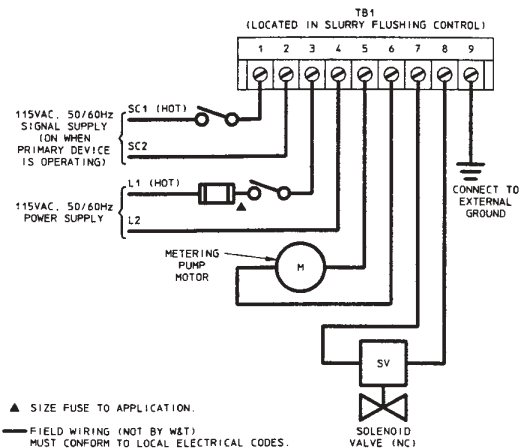 TB1
(LOCATED IN SLURRY FLUSHING CONTROL)
1 2 3 4 5 6 7 8 9
115VAC, 50/60Hz
SIGNAL SUPPLY
(ON WHEN
PRIMARY DEVICE
IS OPERATING)
SC1 (HOT)
SC2
115VAC, 50/60Hz
POWER SUPPLY
L1 (HOT)
L2
CONNECT TO
EXTERNAL
GROUND
METERING
PUMP
MOTOR
M
SV
SOLENOID
VALVE (NC)
▲ SIZE FUSE TO APPLICATION.
FIELD WIRING (NOT BY W&T)
MUST CONFORM TO LOCAL ELECTRICAL CODES.